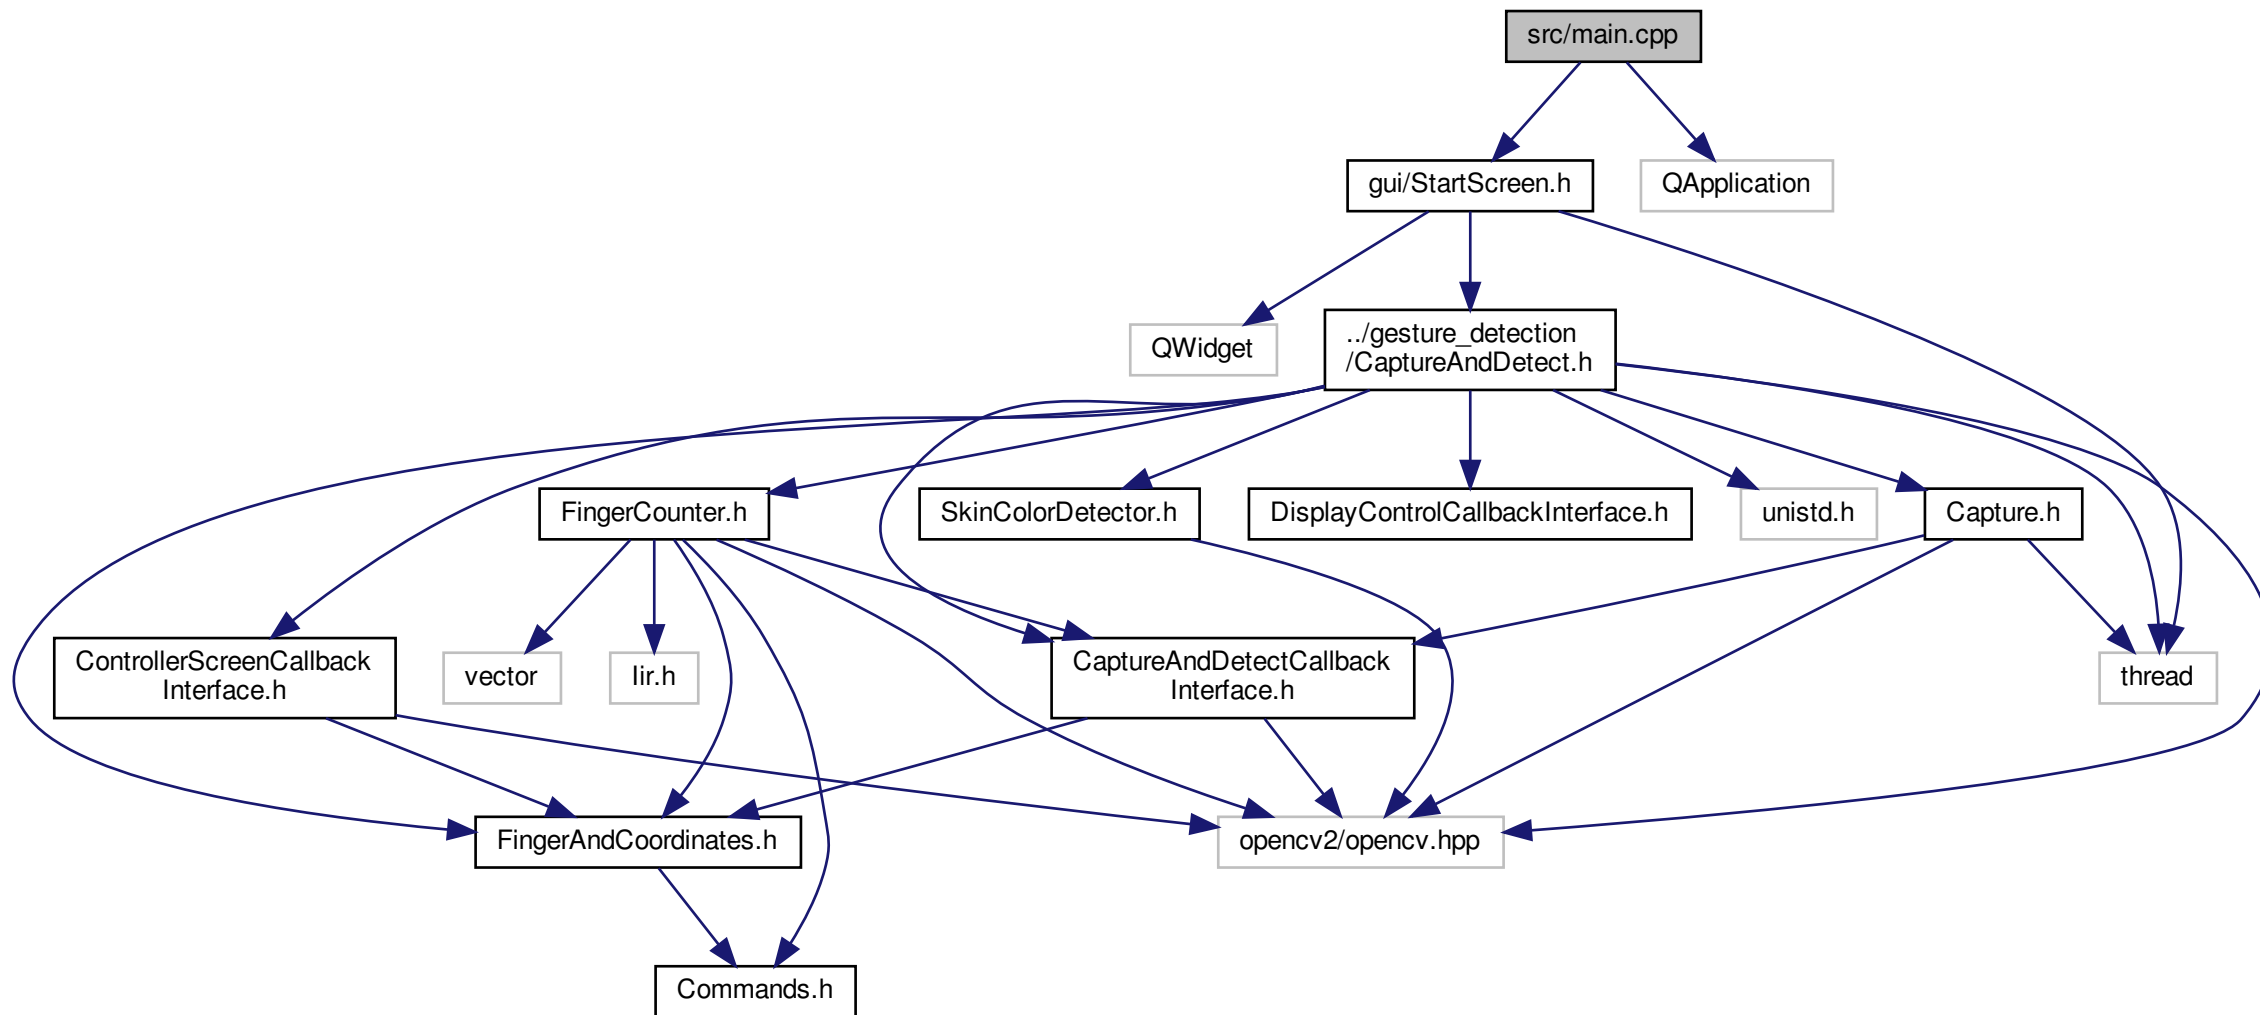 src/main.cpp
gui/StartScreen.h
QApplication
QWidget
../gesture_detection
/CaptureAndDetect.h
FingerCounter.h
SkinColorDetector.h
DisplayControlCallbackInterface.h
unistd.h
Capture.h
ControllerScreenCallback
Interface.h
vector
lir.h
CaptureAndDetectCallback
Interface.h
thread
FingerAndCoordinates.h
opencv2/opencv.hpp
Commands.h